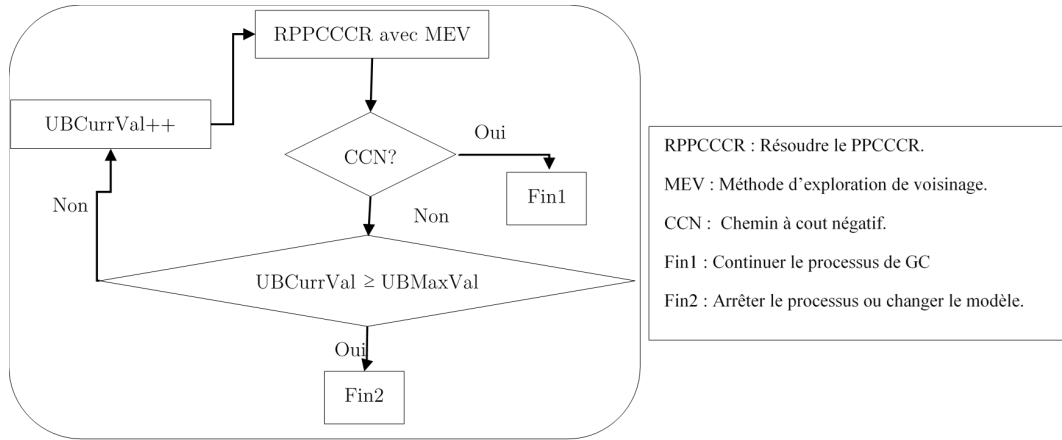 RPPCCCR avec MEV
UBCurrVal++
CCN?
Oui
Fin1
Non
Non
UBCurrVal ≥ UBMaxVal
Oui
Fin2
RPPCCCR : Résoudre le PPCCCR.
MEV : Méthode d'exploration de voisinage.
CCN : Chemin à cout négatif.
Fin1 : Continuer le processus de GC
Fin2 : Arrêter le processus ou changer le modèle.